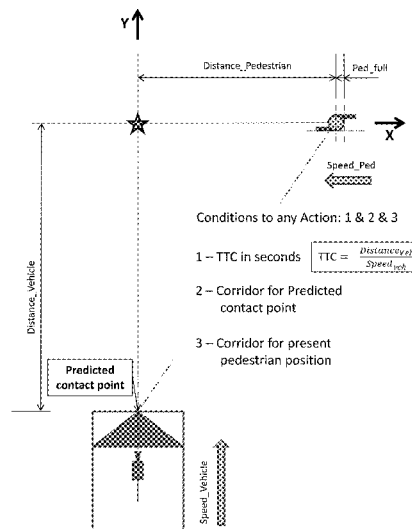 Y
Distance_Pedestrian
Ped_full
X
Speed_Ped
Distance_Vehicle
Conditions to any Action: 1 & 2 & 3
1 – TTC in seconds
TTC = Distance_veh / Speed_veh
2 – Corridor for Predicted
contact point
3 – Corridor for present
pedestrian position
Predicted
contact point
Speed_Vehicle